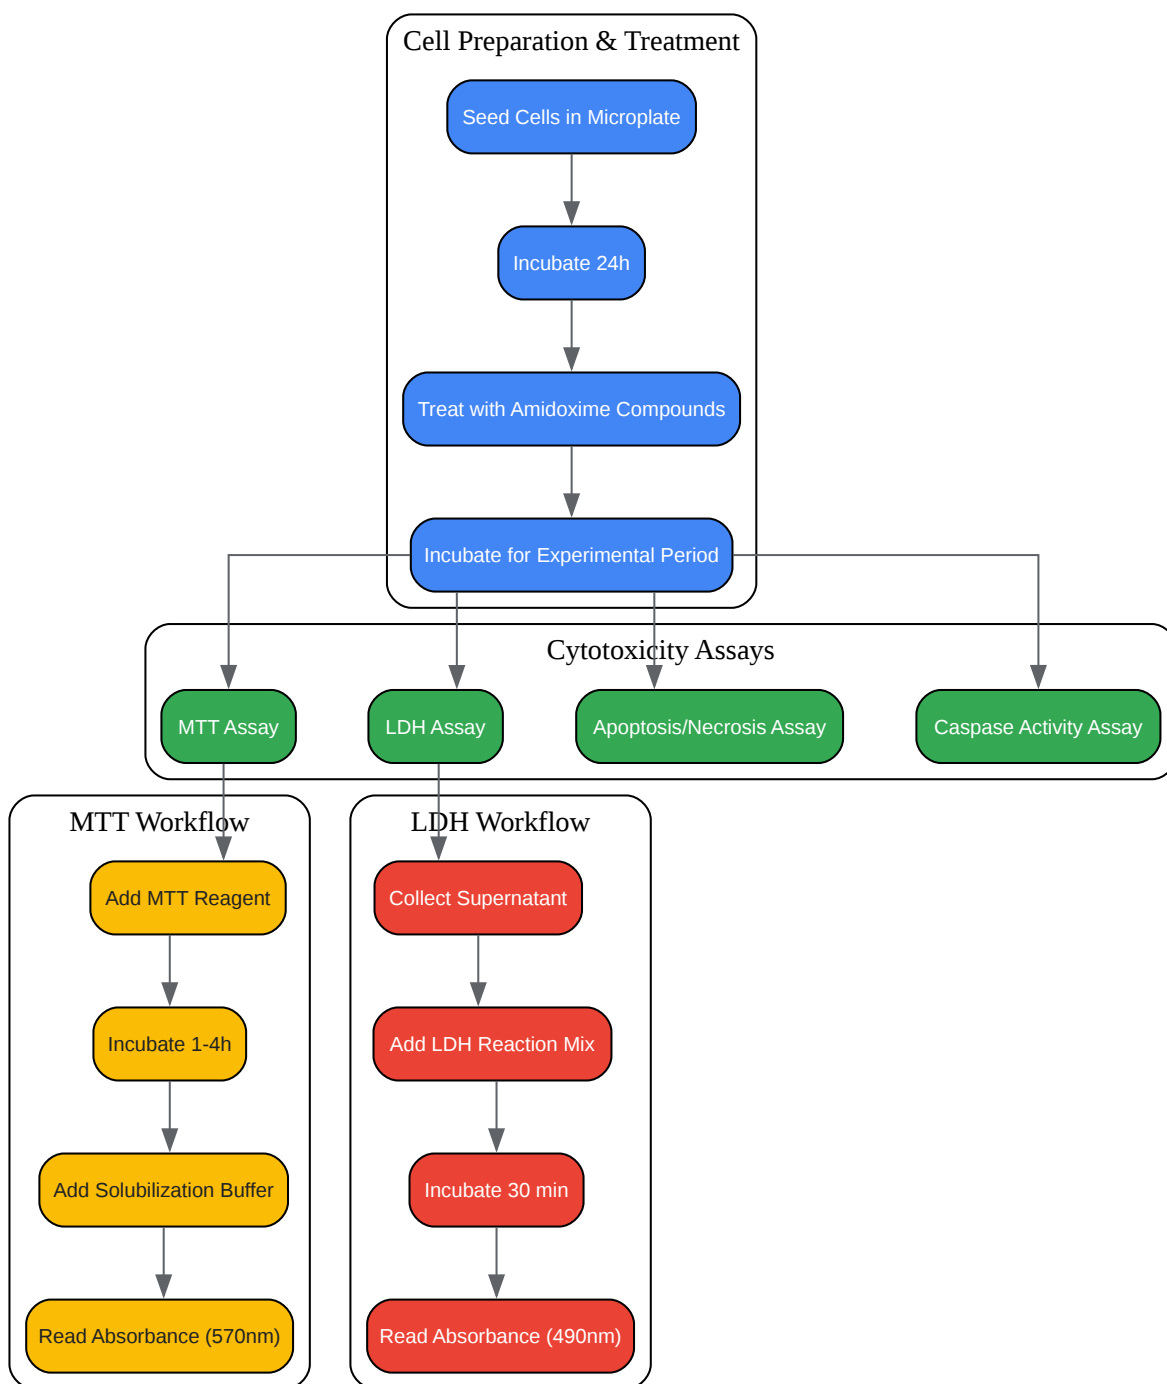 Cell Preparation & Treatment
Seed Cells in Microplate
Incubate 24h
Treat with Amidoxime Compounds
Incubate for Experimental Period
Cytotoxicity Assays
MTT Assay
LDH Assay
Apoptosis/Necrosis Assay
Caspase Activity Assay
MTT Workflow
Add MTT Reagent
Incubate 1-4h
Add Solubilization Buffer
Read Absorbance (570nm)
LDH Workflow
Collect Supernatant
Add LDH Reaction Mix
Incubate 30 min
Read Absorbance (490nm)